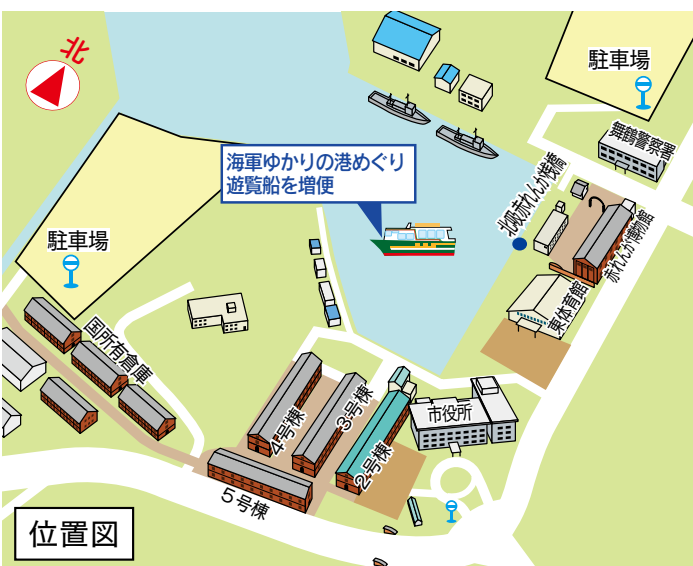 北
駐車場
舞鶴警察署
海軍ゆかりの港めぐり
遊覧船を増便
北吸赤れんが桟橋
赤れんが博物館
駐車場
東体育館
国所有倉庫
市役所
4号棟
3号棟
2号棟
5号棟
位置図